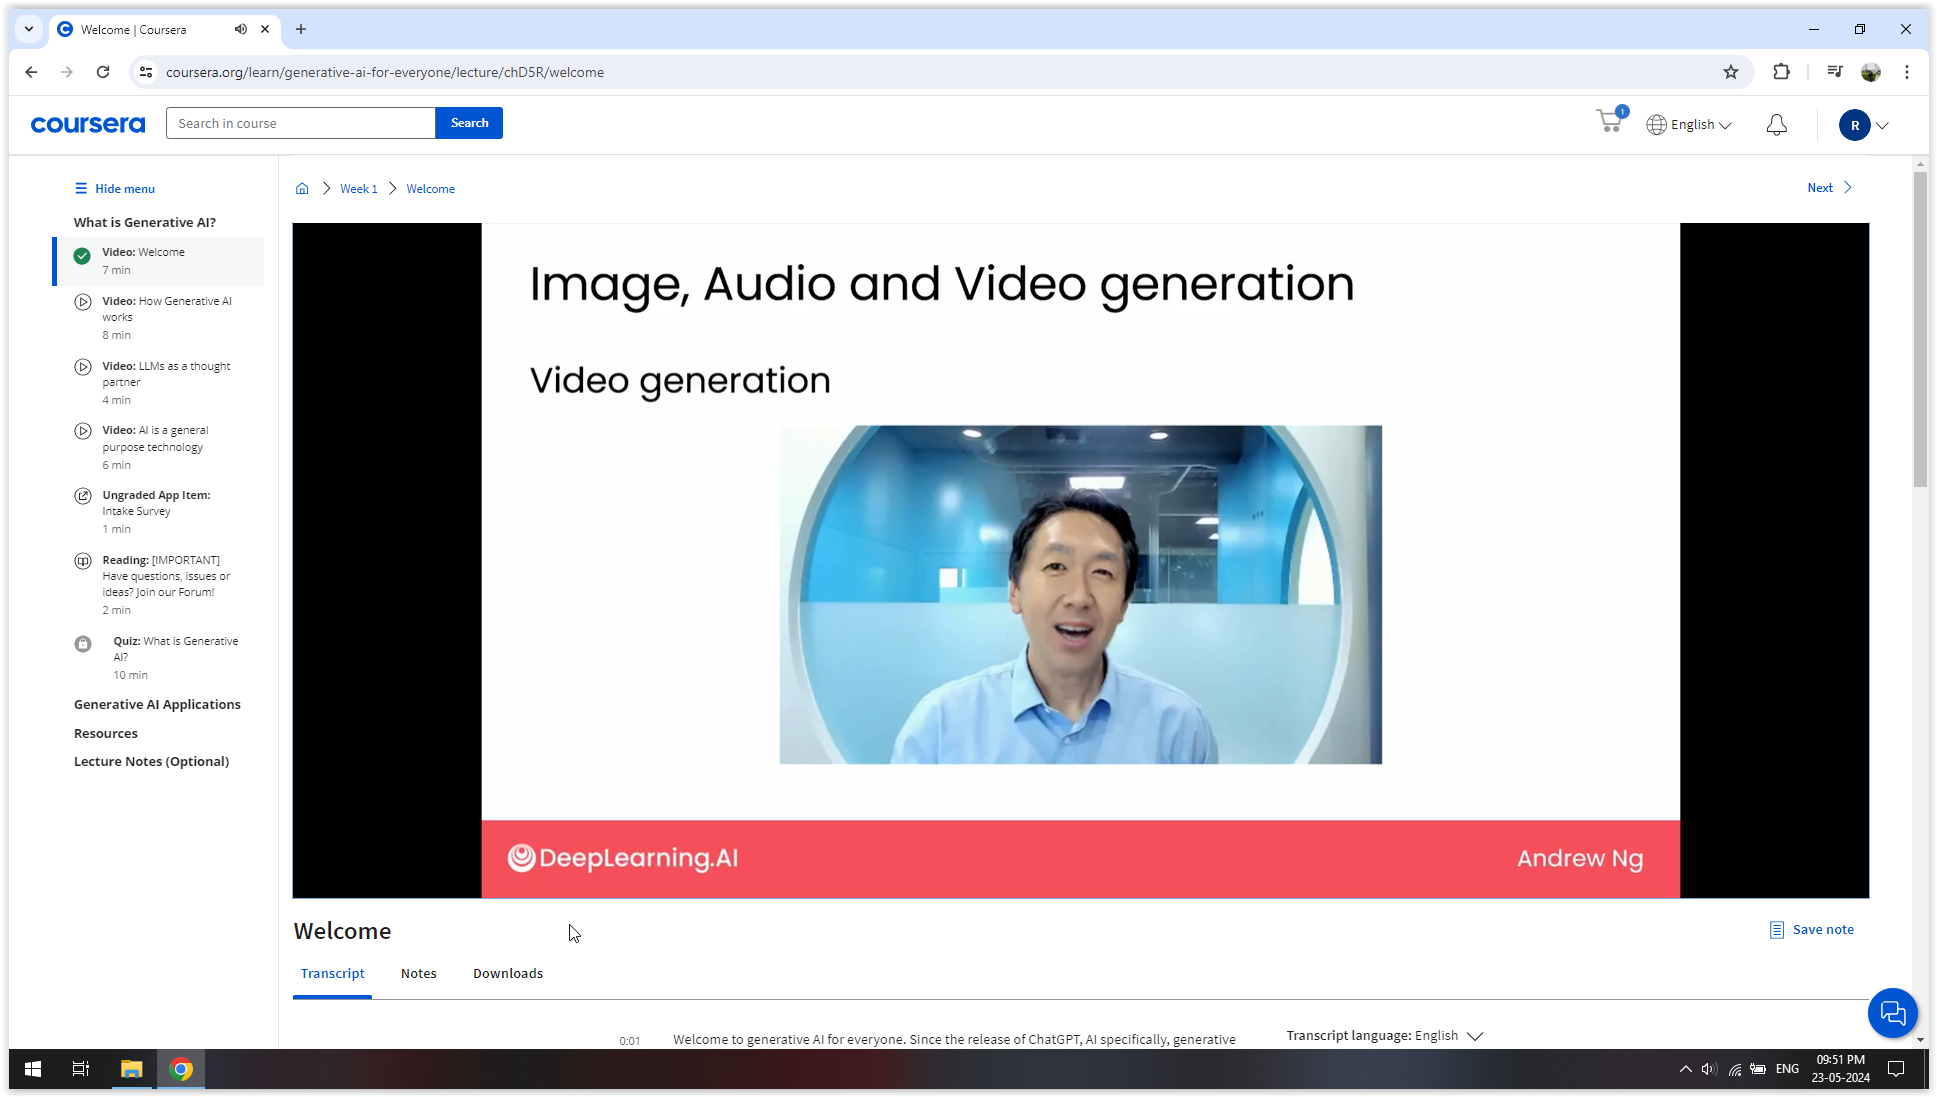 Welcome | Coursera
coursera.org/learn/generative-ai-for-everyone/lecture/chD5R/welcome
coursera
Search in course
Search
1
English
R
Hide menu
Week 1
Welcome
Next
What is Generative AI?
Video: Welcome
7 min
Video: How Generative AI
works
8 min
Video: LLMs as a thought
partner
4 min
Video: AI is a general
purpose technology
6 min
Ungraded App Item:
Intake Survey
1 min
Reading: [IMPORTANT]
Have questions, issues or
ideas? Join our Forum!
2 min
Quiz: What is Generative
AI?
10 min
Generative AI Applications
Resources
Lecture Notes (Optional)
Image, Audio and Video generation
Video generation
DeepLearning.AI
Andrew Ng
Welcome
Save note
Transcript
Notes
Downloads
0:01
Welcome to generative AI for everyone. Since the release of ChatGPT, AI specifically, generative
Transcript language: English
ENG
09:51 PM
23-05-2024